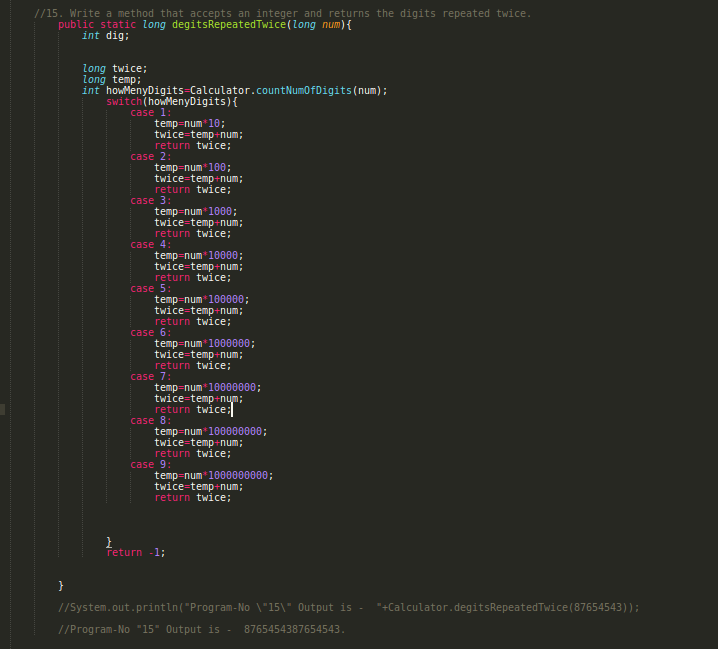 //15. Write a method that accepts an integer and returns the digits repeated twice.
public static long degitsRepeatedTwice(long num){
int dig;
long twice;
long temp;
int howMenyDigits=Calculator.countNumOfDigits(num);
switch(howMenyDigits){
case 1:
temp=num*10;
twice=temp+num;
return twice;
case 2:
temp=num*100;
twice=temp+num;
return twice;
case 3:
temp=num*1000;
twice=temp+num;
return twice;
case 4:
temp=num*10000;
twice=temp+num;
return twice;
case 5:
temp=num*100000;
twice=temp+num;
return twice;
case 6:
temp=num*1000000;
twice=temp+num;
return twice;
case 7:
temp=num*10000000;
twice=temp+num;
return twice;
case 8:
temp=num*100000000;
twice=temp+num;
return twice;
case 9:
temp=num*1000000000;
twice=temp+num;
return twice;
}
return -1;
}
//System.out.println("Program-No \"15\" Output is -  "+Calculator.degitsRepeatedTwice(87654543));
//Program-No "15" Output is -  8765454387654543.